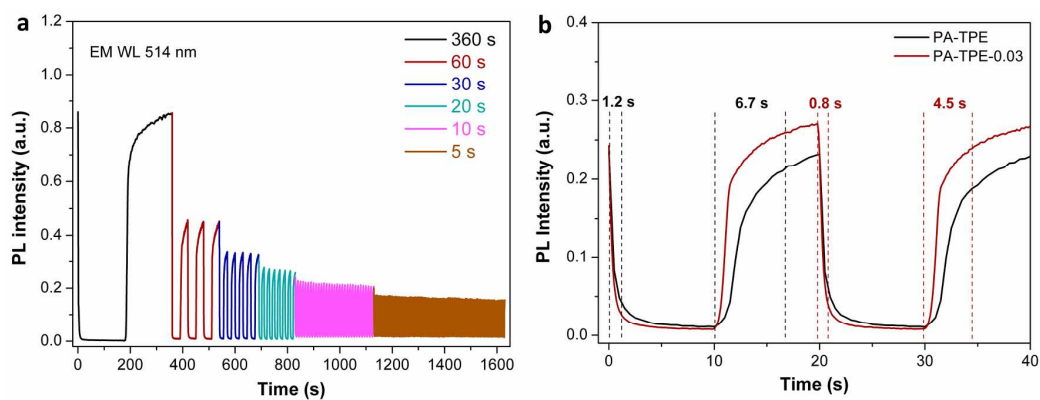 a
EM WL 514 nm
360 s
60 s
30 s
20 s
10 s
5 s
PL intensity (a.u.)
1.2
1.0
0.8
0.6
0.4
0.2
0.0
0 200 400 600 800 1000 1200 1400 1600
Time (s)
b
PA-TPE
PA-TPE-0.03
1.2 s 6.7 s 0.8 s 4.5 s
PL Intensity (a.u.)
0.4
0.3
0.2
0.1
0.0
0 10 20 30 40
Time (s)